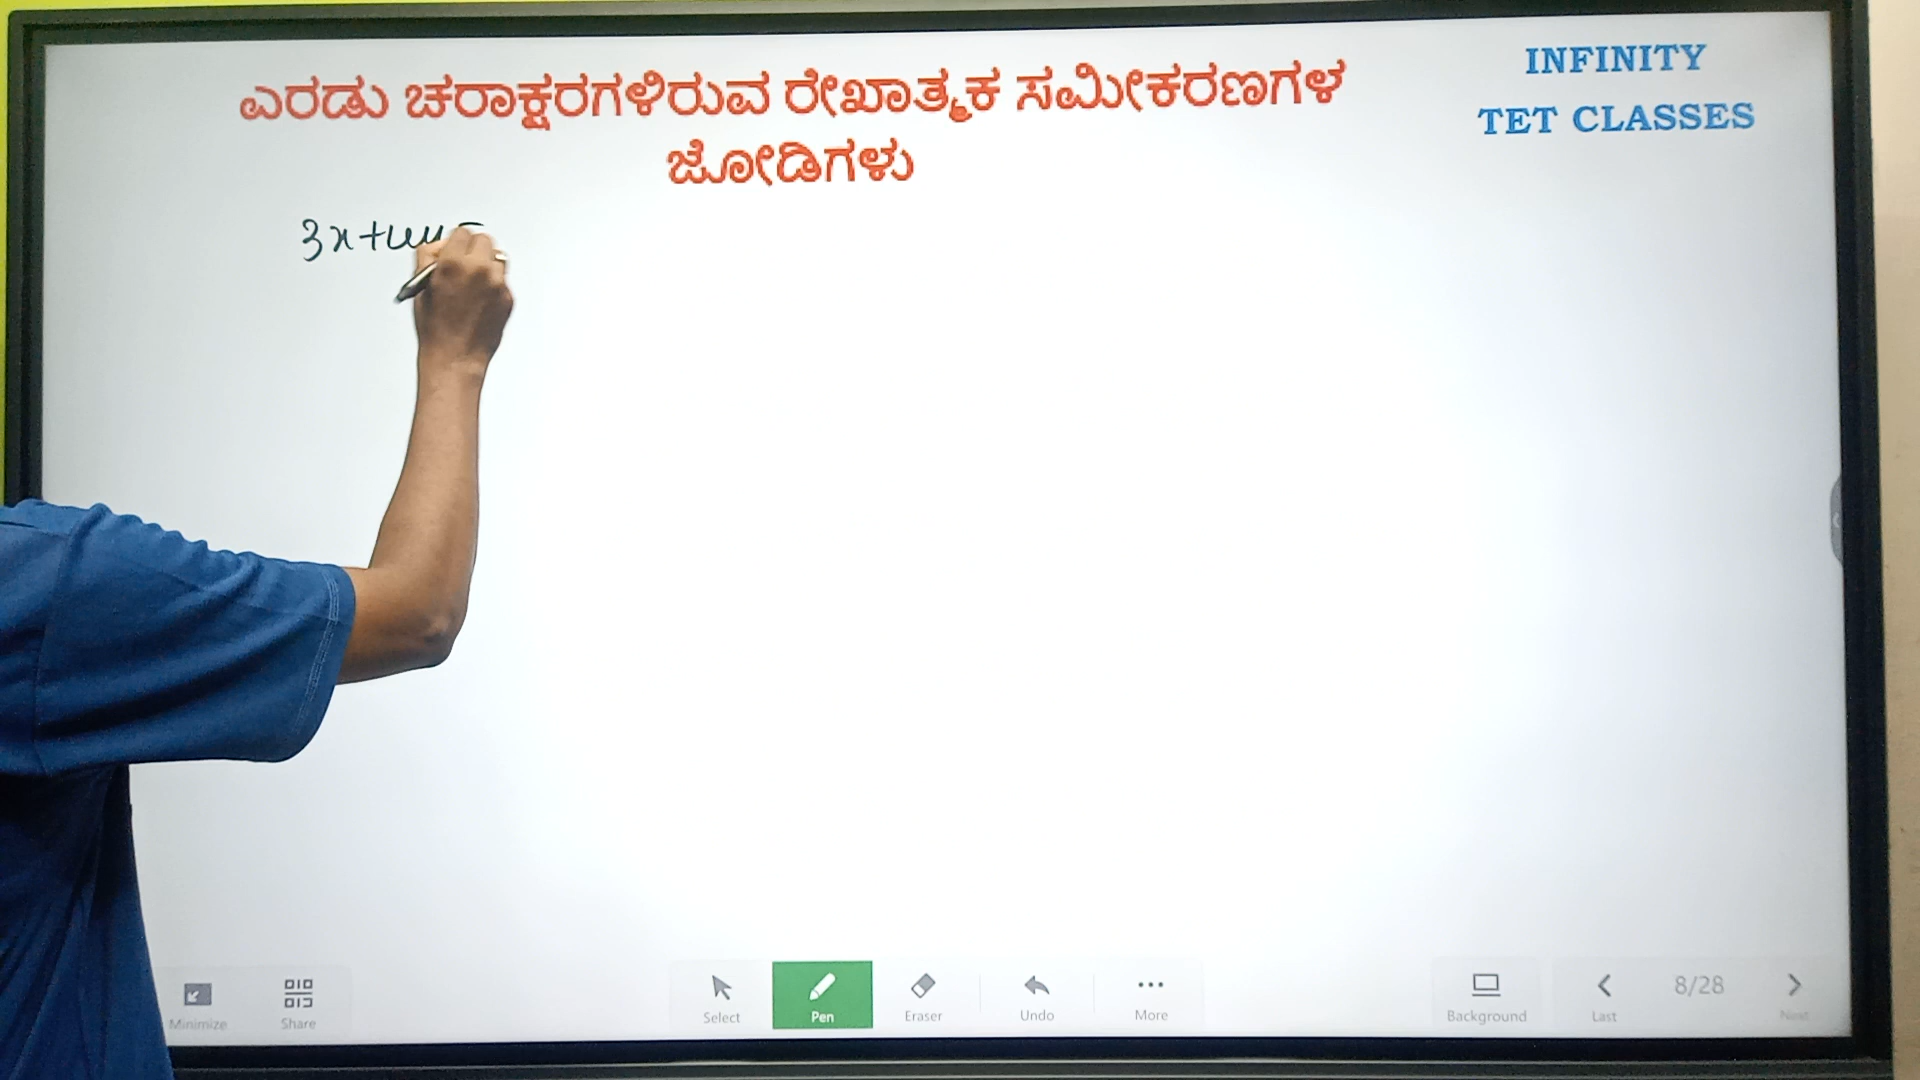 ಎರಡು ಚರಾಕ್ಷರಗಳಿರುವ ರೇಖಾತ್ಮಕ ಸಮೀಕರಣಗಳ
ಜೋಡಿಗಳು
INFINITY
TET CLASSES
3x+4y
Minimize
Share
Select
Pen
Eraser
Undo
More
Background
Last
8/28
Next